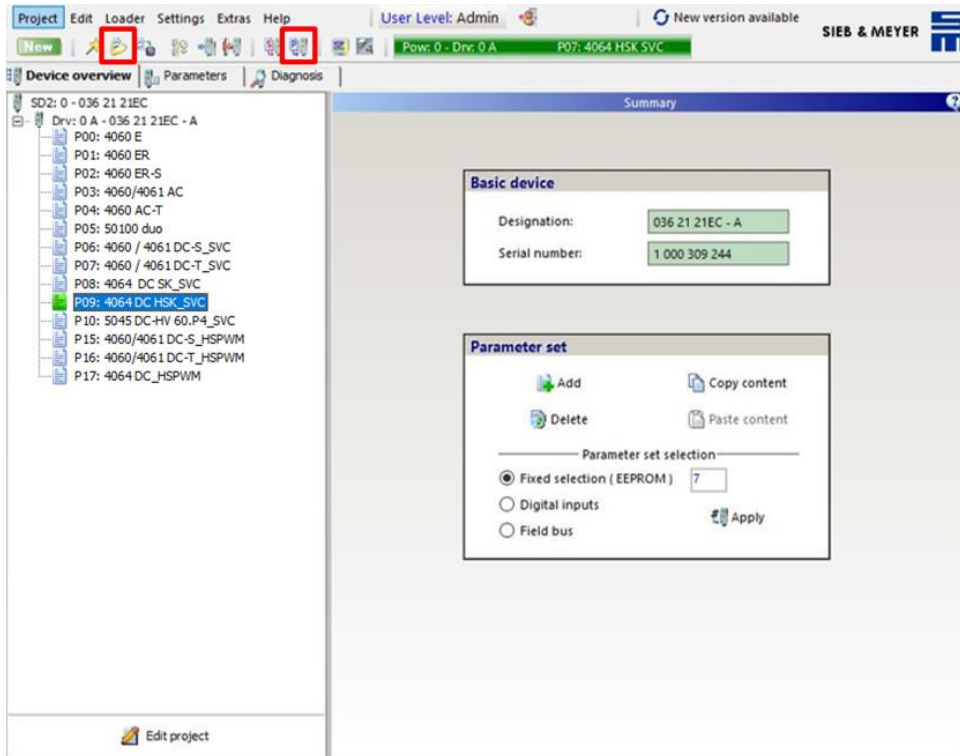 Project Edit Loader Settings Extras Help User Level: Admin New version available
SIEB & MEYER
New Pow: 0 - Drv: 0 A P07: 4064 HSK SVC
Device overview Parameters Diagnosis
SD2: 0 - 036 21 21EC
Drv: 0 A - 036 21 21EC - A
P00: 4060 E
P01: 4060 ER
P02: 4060 ER-S
P03: 4060/4061 AC
P04: 4060 AC-T
P05: 50100 duo
P06: 4060 / 4061 DC-S_SVC
P07: 4060 / 4061 DC-T_SVC
P08: 4064 DC SK_SVC
P09: 4064 DC HSK_SVC
P10: 5045 DC-HV 60.P4_SVC
P15: 4060/4061 DC-S_HSPWM
P16: 4060/4061 DC-T_HSPWM
P17: 4064 DC_HSPWM
Edit project
Summary
Basic device
Designation: 036 21 21EC - A
Serial number: 1 000 309 244
Parameter set
Add Copy content
Delete Paste content
Parameter set selection
Fixed selection ( EEPROM ) 7
Digital inputs
Apply
Field bus